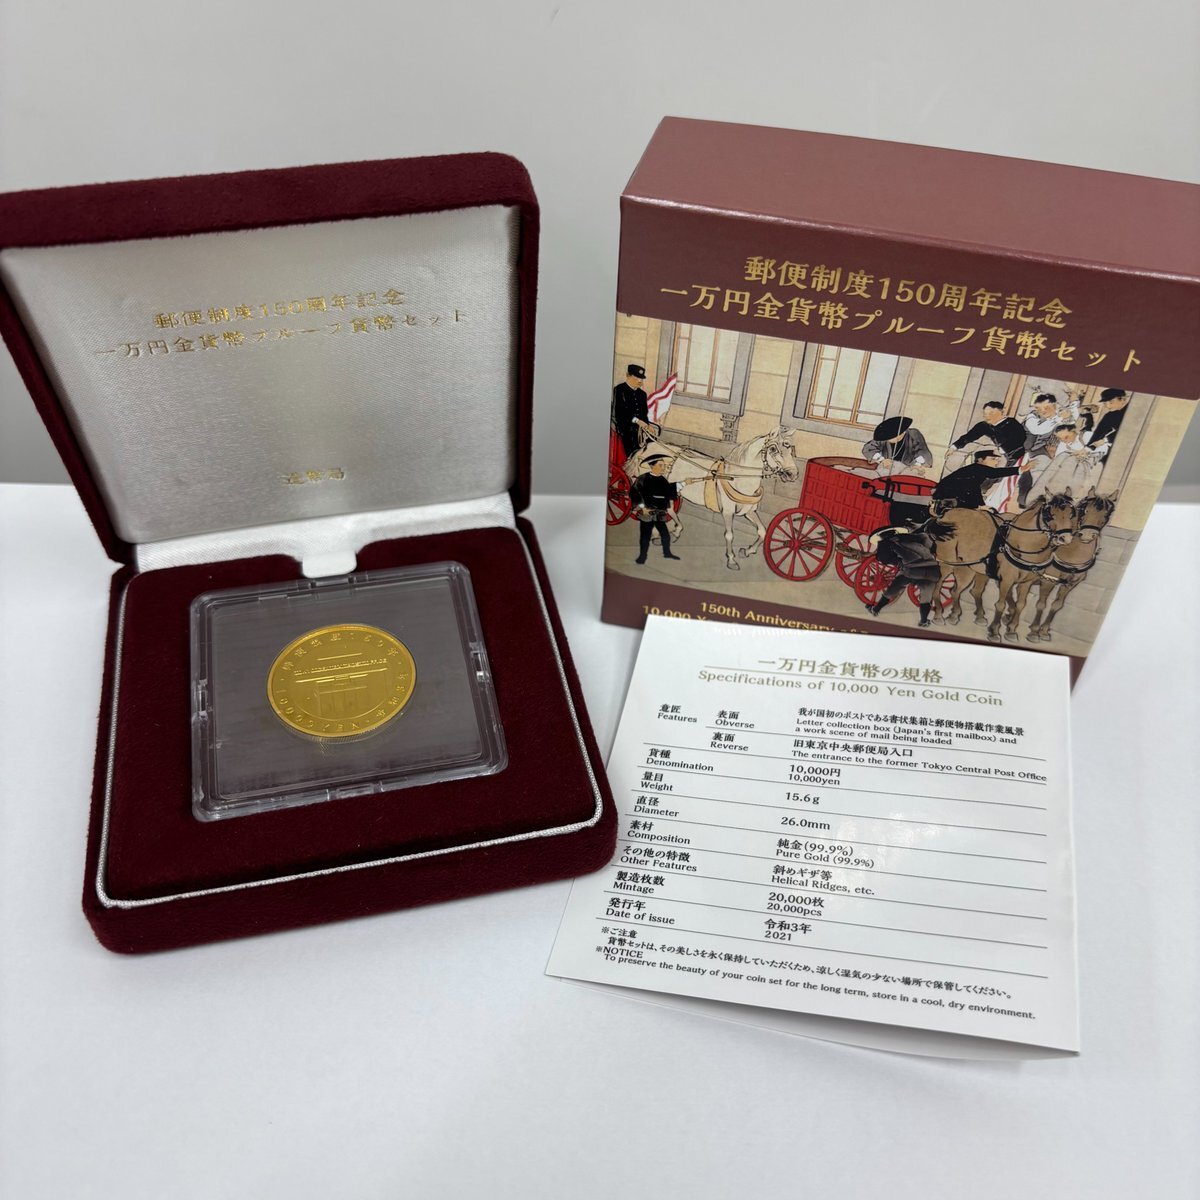 郵便制度150周年記念
一万円金貨幣プルーフ貨幣セット
造幣局
郵便制度150周年記念
一万円金貨幣プルーフ貨幣セット
150th Anniversary of
10,000
一万円金貨幣の規格
Specifications of 10,000 Yen Gold Coin
意匠 表面 我が国初のポストである書状集箱と郵便物搭載作業風景
Features Obverse Letter collection box (Japan's first mailbox) and
a work scene of mail being loaded
裏面 旧東京中央郵便局入口
Reverse The entrance to the former Tokyo Central Post Office
貨種 10,000円
Denomination 10,000yen
量目 15.6g
Weight
直径 26.0mm
Diameter
素材 純金(99.9%)
Composition Pure Gold (99.9%)
その他の特徴 斜めギザ等
Other Features Helical Ridges, etc.
製造枚数 20,000枚
Mintage 20,000pcs
発行年 令和3年
Date of issue 2021
※ご注意
貨幣セットは、その美しさを永く保持していただくため、涼しく湿気の少ない場所で保管してください。
※NOTICE
To preserve the beauty of your coin set for the long term, store in a cool, dry environment.